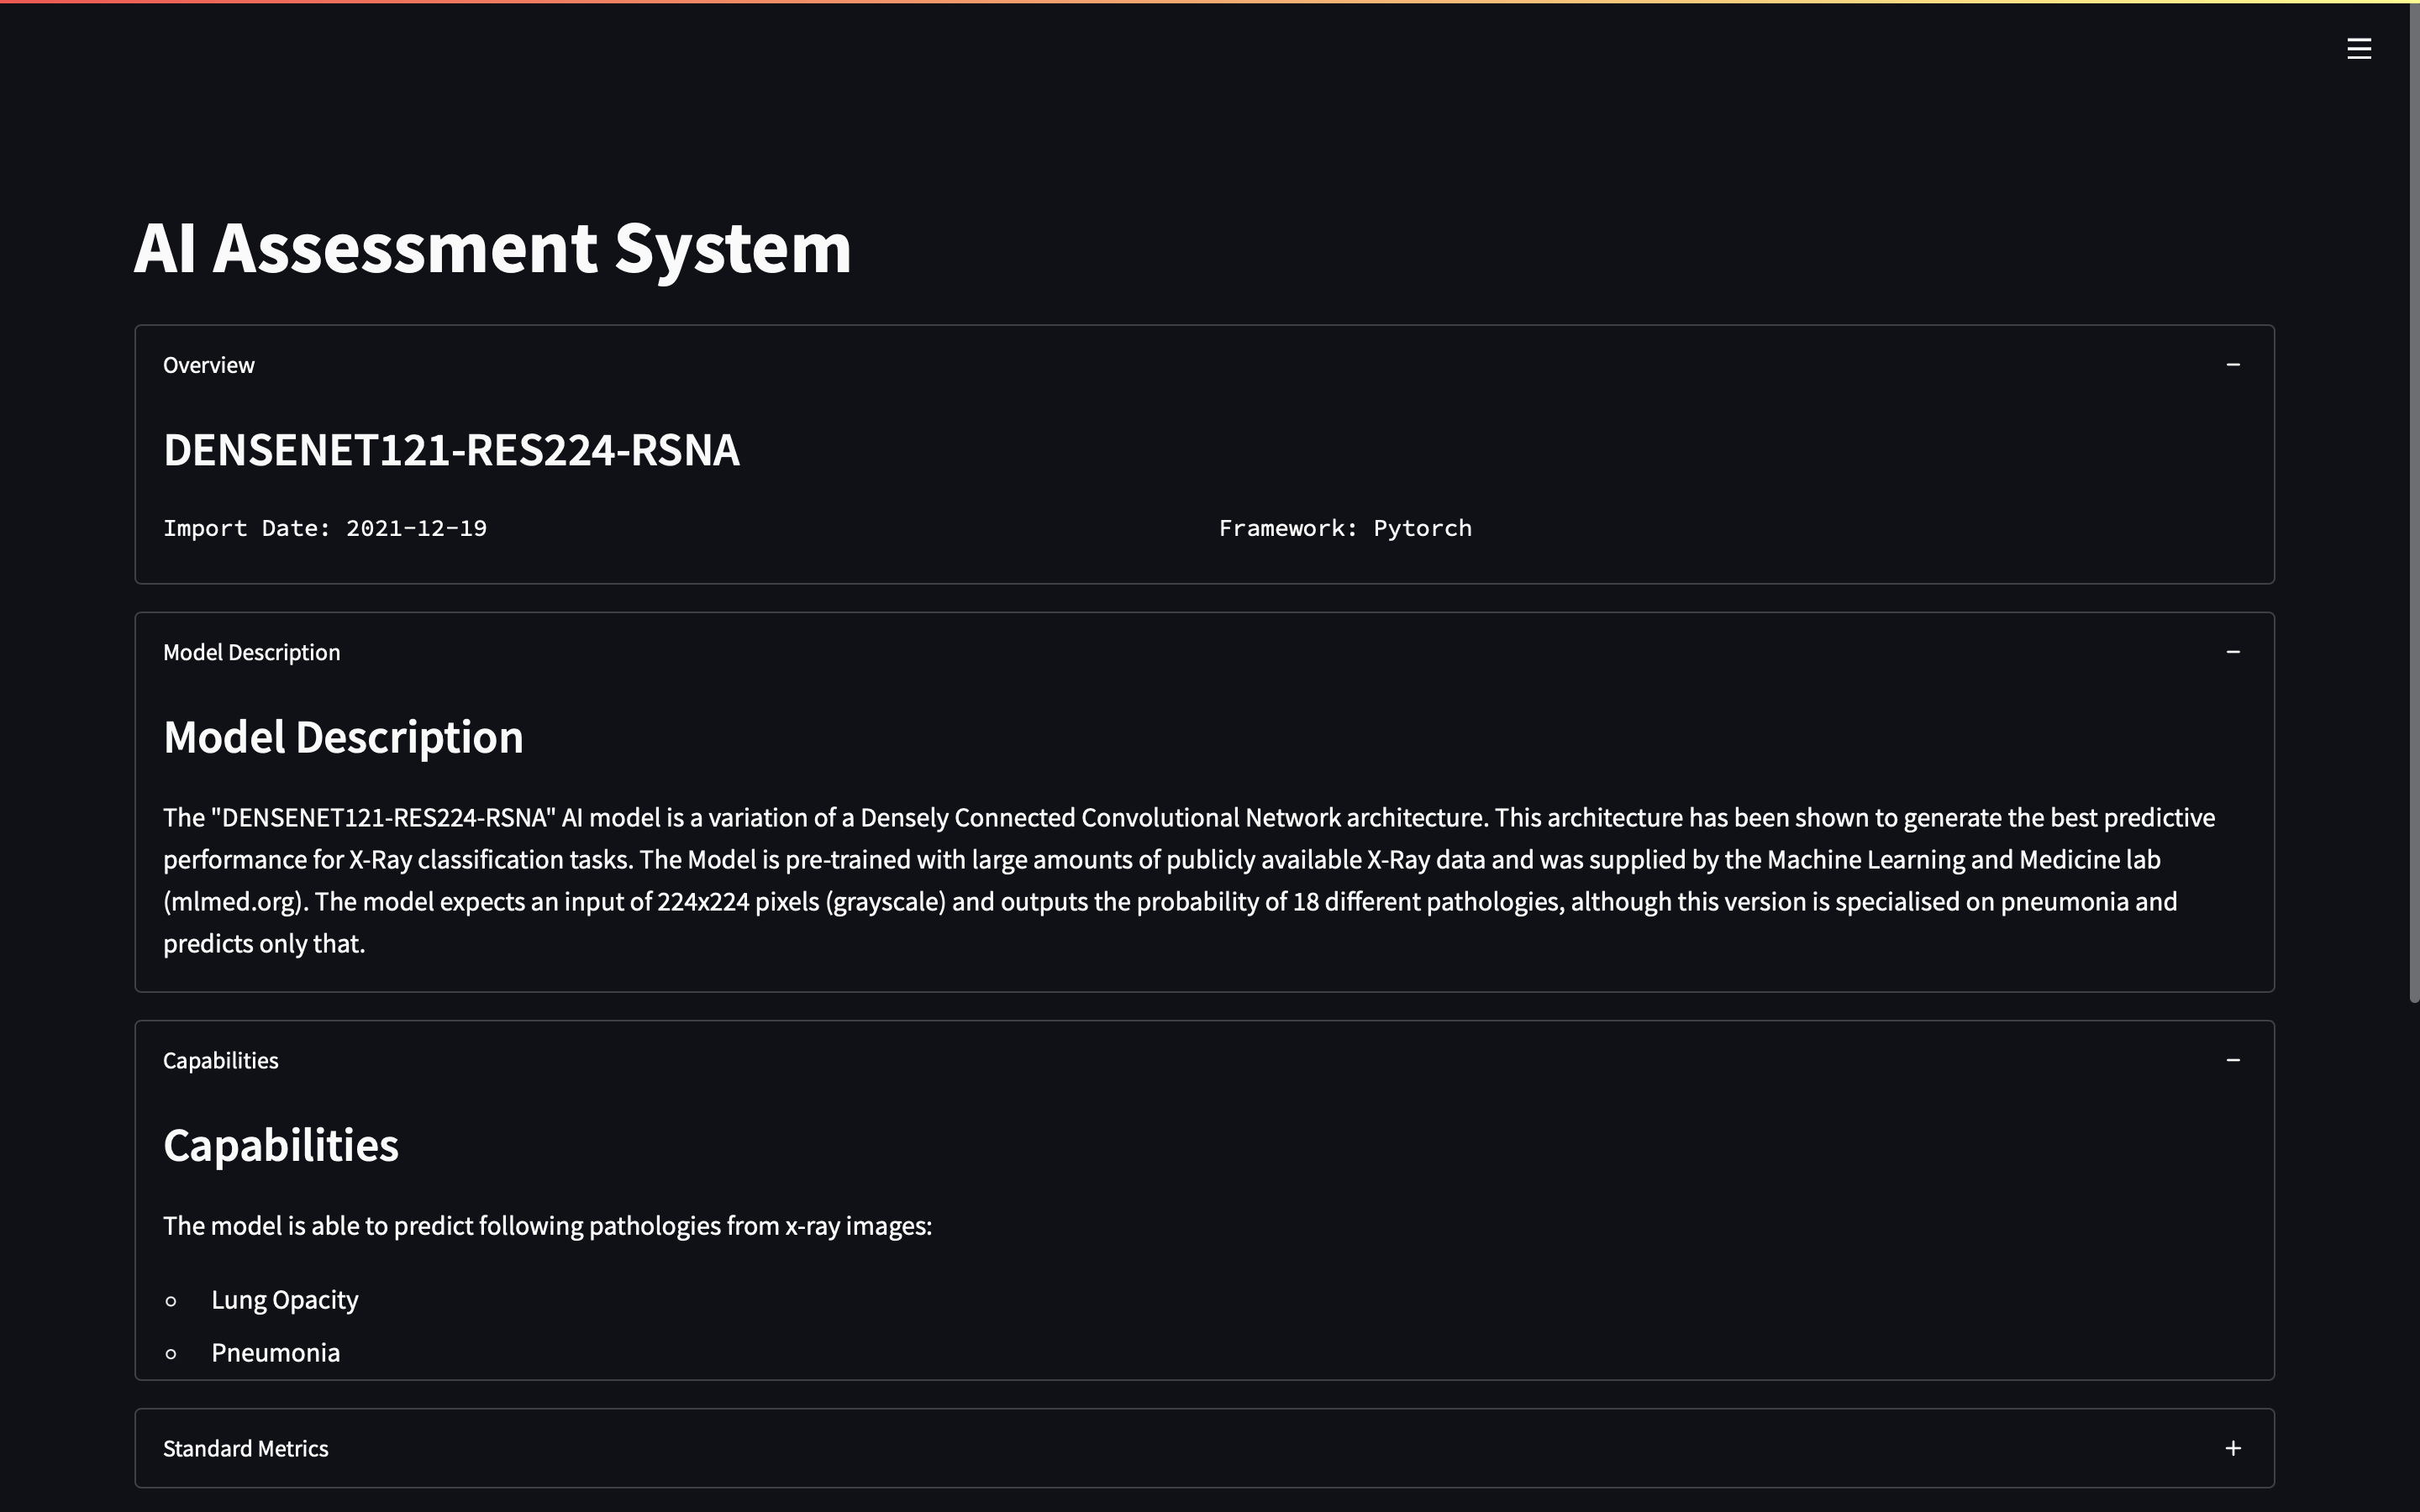 AI Assessment System
Overview
DENSENET121-RES224-RSNA
Import Date: 2021-12-19
Framework: Pytorch
Model Description
Model Description
The "DENSENET121-RES224-RSNA" AI model is a variation of a Densely Connected Convolutional Network architecture. This architecture has been shown to generate the best predictive
performance for X-Ray classification tasks. The Model is pre-trained with large amounts of publicly available X-Ray data and was supplied by the Machine Learning and Medicine lab
(mlmed.org). The model expects an input of 224x224 pixels (grayscale) and outputs the probability of 18 different pathologies, although this version is specialised on pneumonia and
predicts only that.
Capabilities
Capabilities
The model is able to predict following pathologies from x-ray images:
Lung Opacity
Pneumonia
Standard Metrics